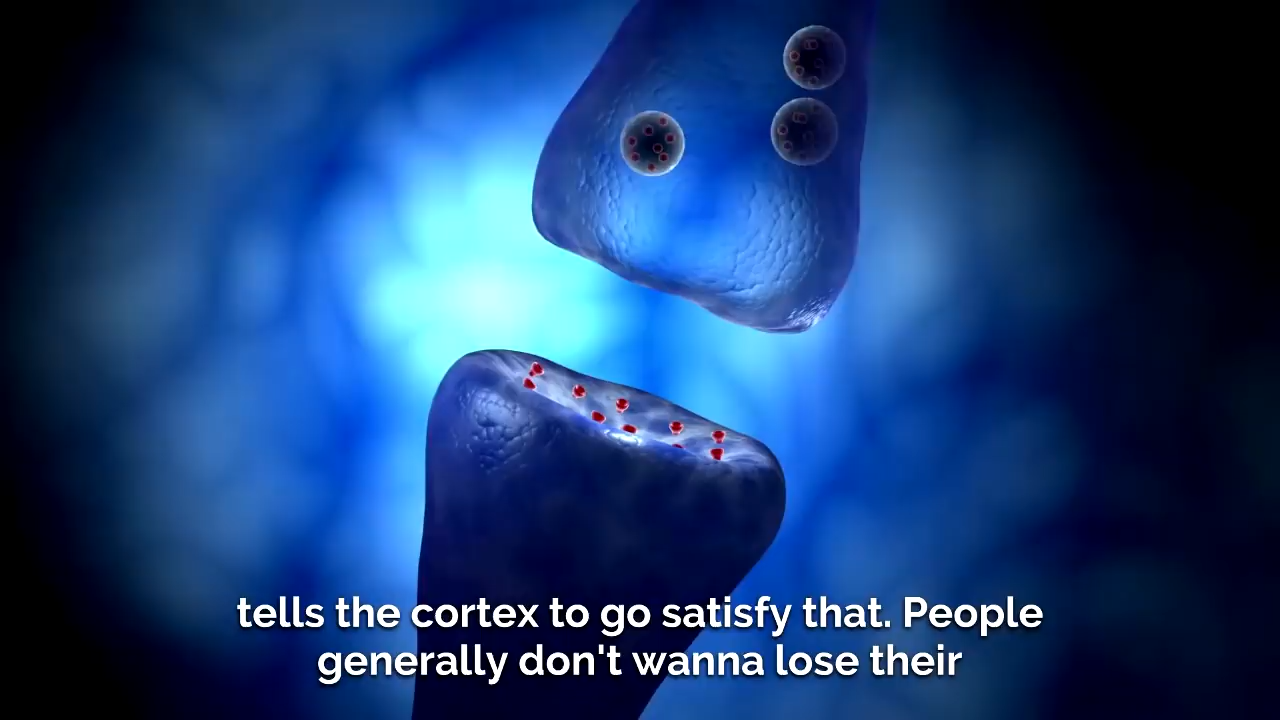 tells the cortex to go satisfy that. People
generally don't wanna lose their